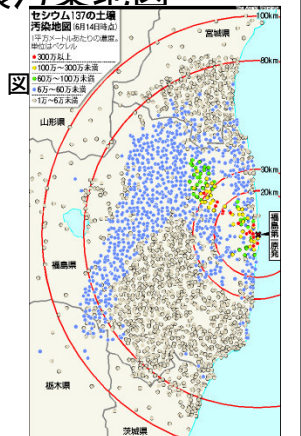 セシウム137の土壌
汚染地図(6月14日時点)
1平方メートルあたりの濃度。
単位はベクレル
300万以上
100万～300万未満
60万～100万未満
6万～60万未満
1万～6万未満
図
宮城県
100km
80km
山形県
30km
20km
福島第一原発
福島県
栃木県
茨城県